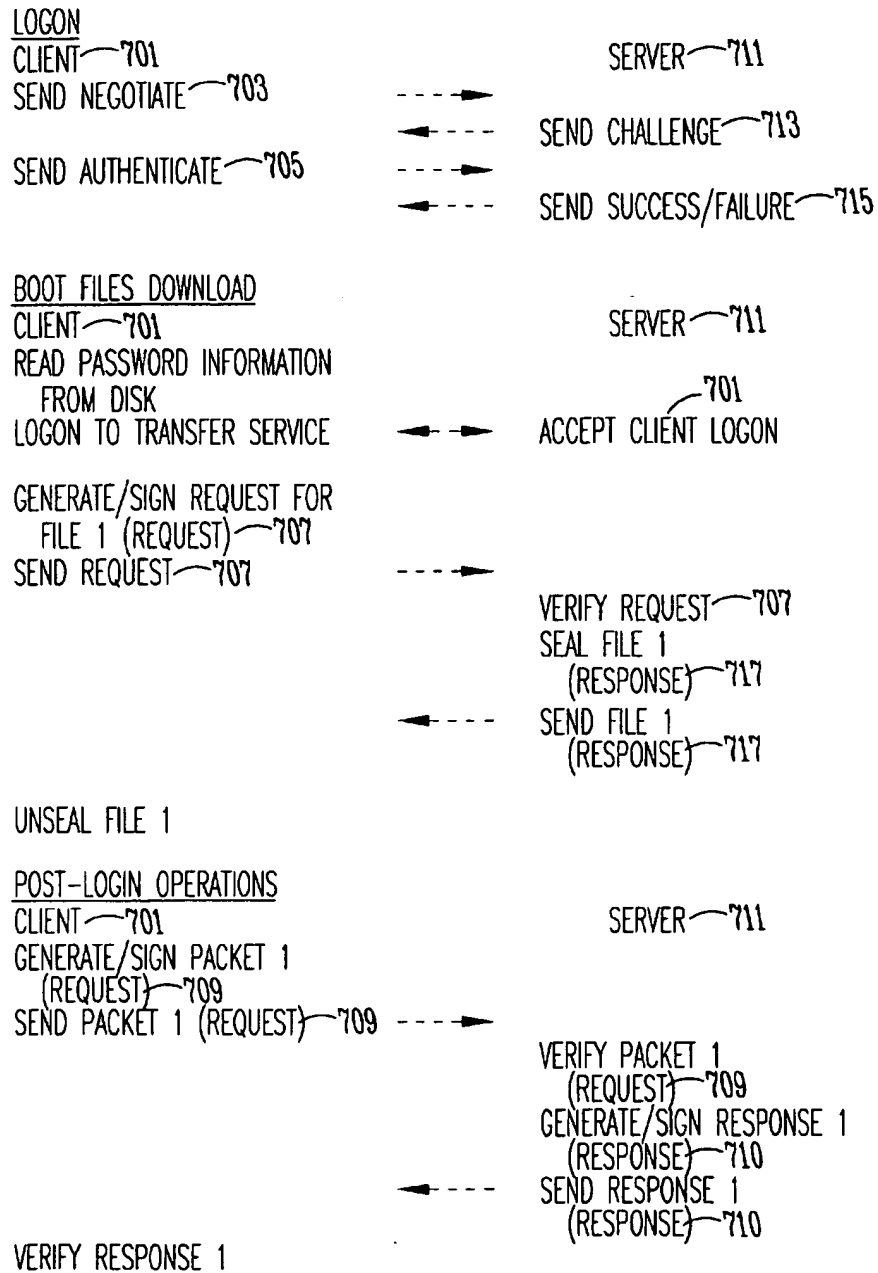 LOGON
CLIENT 701 SERVER 711
SEND NEGOTIATE 703
SEND CHALLENGE 713
SEND AUTHENTICATE 705
SEND SUCCESS/FAILURE 715
BOOT FILES DOWNLOAD
CLIENT 701 SERVER 711
READ PASSWORD INFORMATION
FROM DISK
701
LOGON TO TRANSFER SERVICE ACCEPT CLIENT LOGON
GENERATE/SIGN REQUEST FOR
FILE 1 (REQUEST) 707
SEND REQUEST 707
VERIFY REQUEST 707
SEAL FILE 1
(RESPONSE) 717
SEND FILE 1
(RESPONSE) 717
UNSEAL FILE 1
POST-LOGIN OPERATIONS
CLIENT 701 SERVER 711
GENERATE/SIGN PACKET 1
(REQUEST) 709
SEND PACKET 1 (REQUEST) 709
VERIFY PACKET 1
(REQUEST) 709
GENERATE/SIGN RESPONSE 1
(RESPONSE) 710
SEND RESPONSE 1
(RESPONSE) 710
VERIFY RESPONSE 1